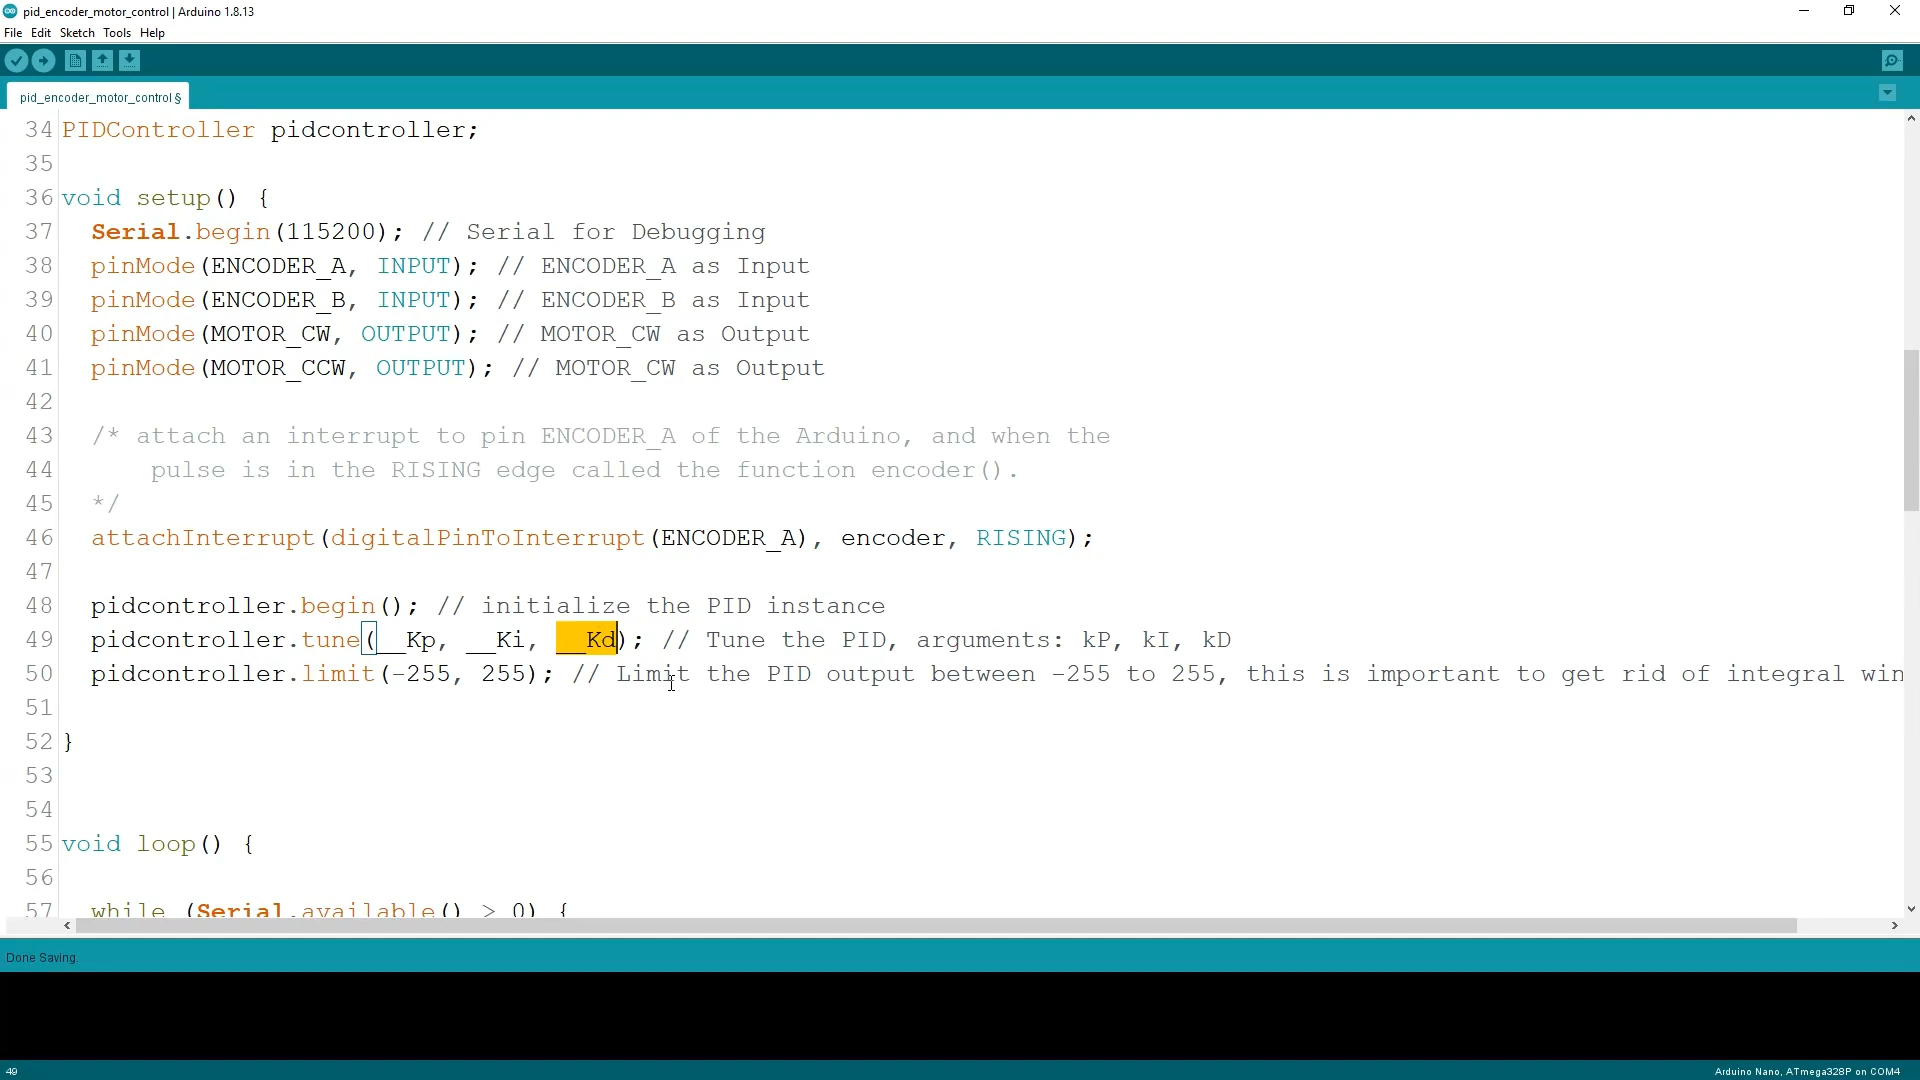 pid_encoder_motor_control | Arduino 1.8.13
File Edit Sketch Tools Help
pid_encoder_motor_control §
34 PIDController pidcontroller;
35
36 void setup() {
37 Serial.begin(115200); // Serial for Debugging
38 pinMode(ENCODER_A, INPUT); // ENCODER_A as Input
39 pinMode(ENCODER_B, INPUT); // ENCODER_B as Input
40 pinMode(MOTOR_CW, OUTPUT); // MOTOR_CW as Output
41 pinMode(MOTOR_CCW, OUTPUT); // MOTOR_CW as Output
42
43 /* attach an interrupt to pin ENCODER_A of the Arduino, and when the
44 pulse is in the RISING edge called the function encoder().
45 */
46 attachInterrupt(digitalPinToInterrupt(ENCODER_A), encoder, RISING);
47
48 pidcontroller.begin(); // initialize the PID instance
49 pidcontroller.tune(__Kp, __Ki, __Kd); // Tune the PID, arguments: kP, kI, kD
50 pidcontroller.limit(-255, 255); // Limit the PID output between -255 to 255, this is important to get rid of integral win
51
52 }
53
54
55 void loop() {
56
57 while (Serial.available() > 0) {
Done Saving.
49
Arduino Nano, ATmega328P on COM4